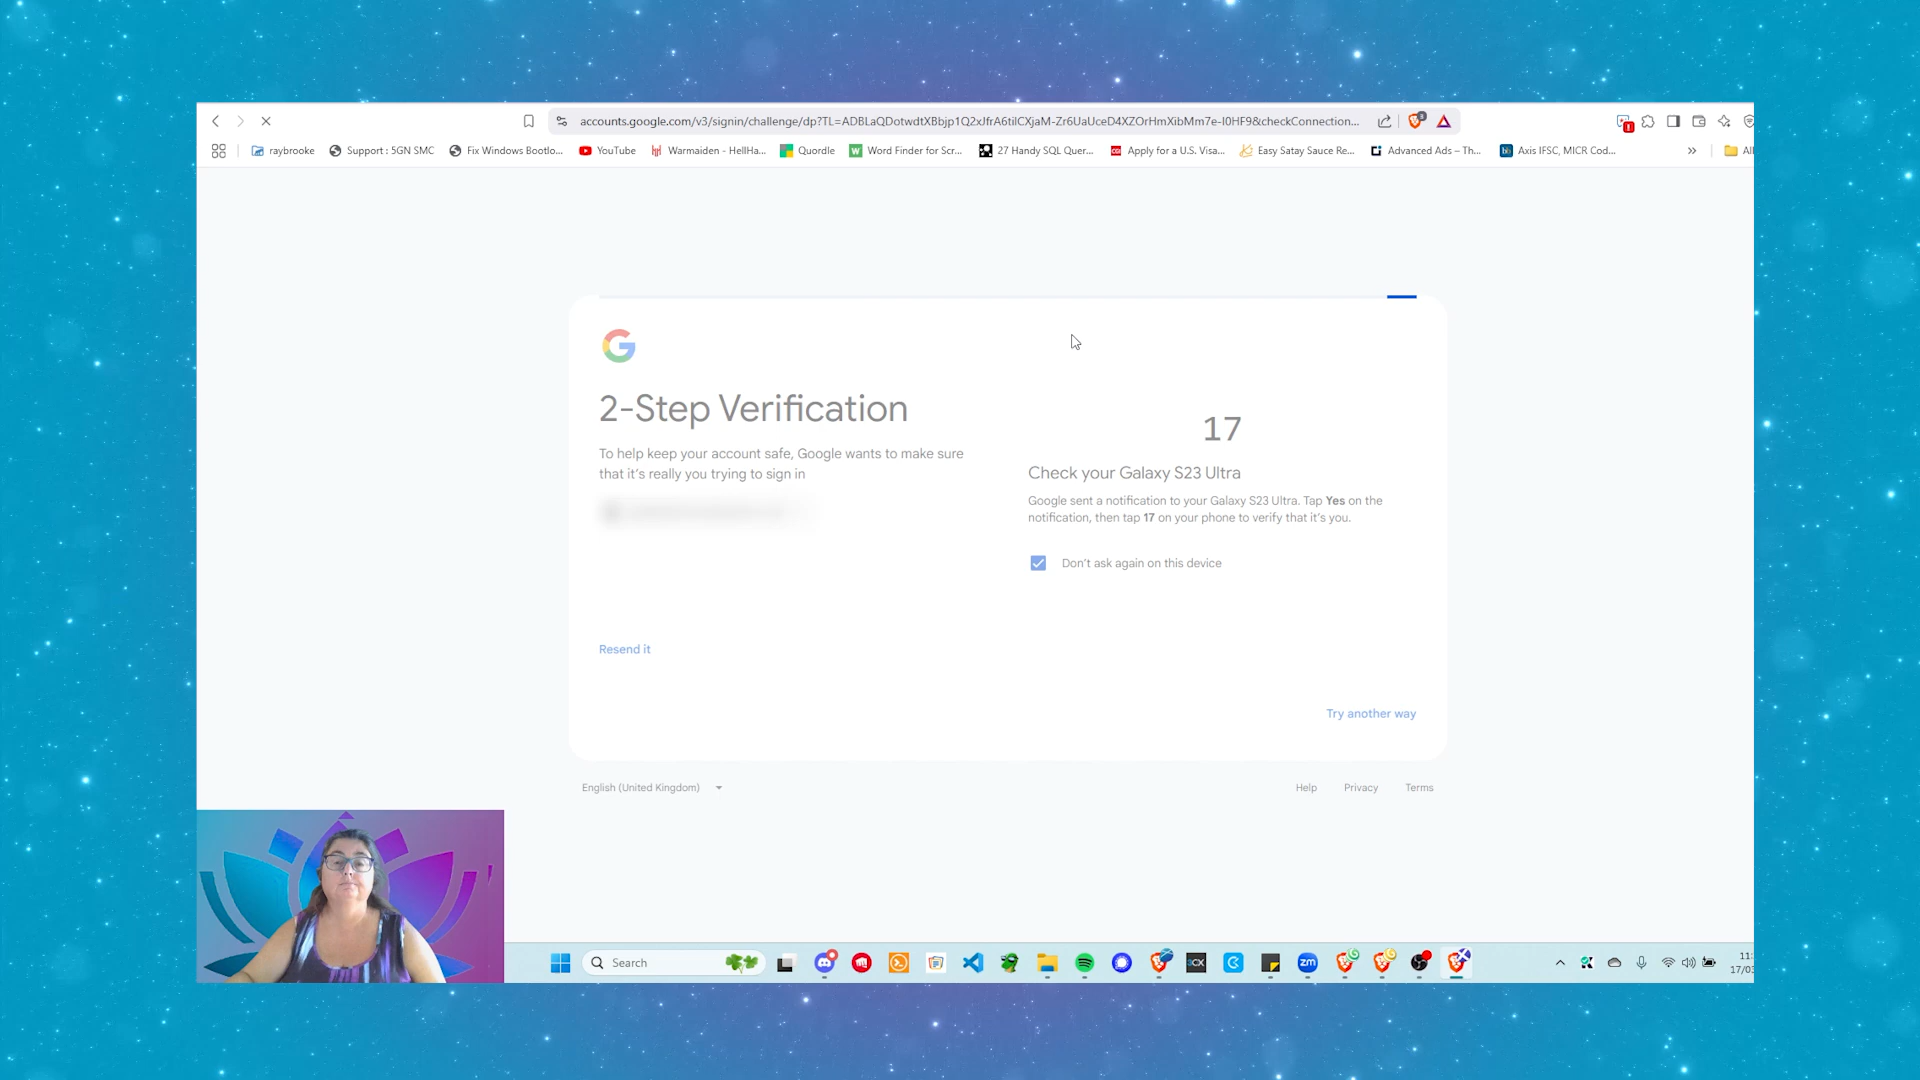 accounts.google.com/v3/signin/challenge/dp?TL=ADBLaQDotwdtXBbjp1Q2xJfrA6tilCXjaM-Zr6UaUceD4XZOrHmXibMm7e-I0HF9&checkConnection...
raybrooke
Support : 5GN SMC
Fix Windows Bootlo...
YouTube
Warmaiden - HellHa...
Quordle
Word Finder for Scr...
27 Handy SQL Quer...
Apply for a U.S. Visa...
Easy Satay Sauce Re...
Advanced Ads – Th...
Axis IFSC, MICR Cod...
»
All
2-Step Verification
To help keep your account safe, Google wants to make sure
that it's really you trying to sign in
17
Check your Galaxy S23 Ultra
Google sent a notification to your Galaxy S23 Ultra. Tap Yes on the
notification, then tap 17 on your phone to verify that it's you.
Don't ask again on this device
Resend it
Try another way
English (United Kingdom)
Help
Privacy
Terms
Search
zm
CX
11:
17/03